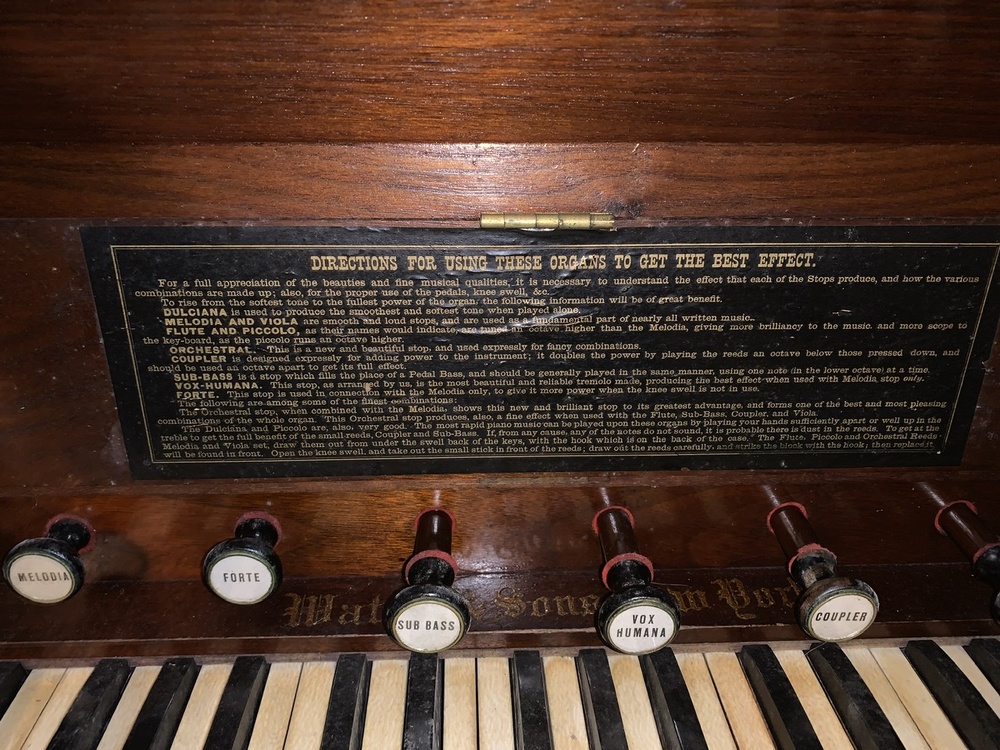 DIRECTIONS FOR USING THESE ORGANS TO GET THE BEST EFFECT.
For a full appreciation of the beauties and fine musical qualities, it is necessary to understand the effect that each of the Stops produce, and how the various
combinations are made up; also, for the proper use of the pedals, knee swell, &c.
To rise from the softest tone to the fullest power of the organ, the following information will be of great benefit.
DULCIANA is used to produce the smoothest and softest tone when played alone.
MELODIA AND VIOLA are smooth and loud stops, and are used as a fundamental part of nearly all written music.
FLUTE AND PICCOLO, as their names would indicate, are tuned an octave higher than the Melodia, giving more brilliancy to the music and more scope to
the key-board, as the piccolo runs an octave higher.
ORCHESTRAL. This is a new and beautiful stop, and used expressly for fancy combinations.
COUPLER is designed expressly for adding power to the instrument; it doubles the power by playing the reeds an octave below those pressed down, and
should be used an octave apart to get its full effect.
SUB-BASS is a stop which fills the place of a Pedal Bass, and should be generally played in the same manner, using one note (in the lower octave) at a time.
VOX-HUMANA. This stop, as arranged by us, is the most beautiful and reliable tremolo made, producing the best effect when used with Melodia stop only.
FORTE. This stop is used in connection with the Melodia only, to give it more power when the knee swell is not in use.
The following are among some of the finest combinations:
The Orchestral stop, when combined with the Melodia, shows this new and brilliant stop to its greatest advantage, and forms one of the best and most pleasing
combinations of the whole organ. This Orchestral stop produces, also, a fine effect when used with the Flute, Sub-Bass, Coupler, and Viola.
The Dulciana and Piccolo are, also, very good. The most rapid piano music can be played upon these organs by playing your hands sufficiently apart or well up in the
treble to get the full benefit of the small reeds, Coupler and Sub-Bass. If, from any cause, any of the notes do not sound, it is probable there is dust in the reeds. To get at the
Melodia, and Viola set, draw them out from under the swell back of the keys, with the hook which is on the back of the case. The Flute, Piccolo and Orchestral Reeds
will be found in front. Open the knee swell, and take out the small stick in front of the reeds; draw out the reeds carefully, and strike the block with the hook; then replace it.
MELODIA
FORTE
SUB BASS
VOX
HUMANA
COUPLER
& Sons